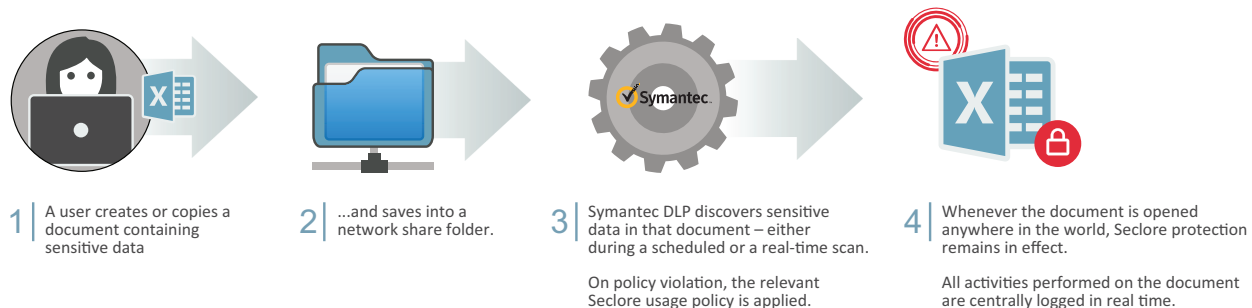 X
Symantec.
X
1
A user creates or copies a
document containing
sensitive data
2
...and saves into a
network share folder.
3
Symantec DLP discovers sensitive
data in that document – either
during a scheduled or a real-time scan.
On policy violation, the relevant
Seclore usage policy is applied.
4
Whenever the document is opened
anywhere in the world, Seclore protection
remains in effect.
All activities performed on the document
are centrally logged in real time.